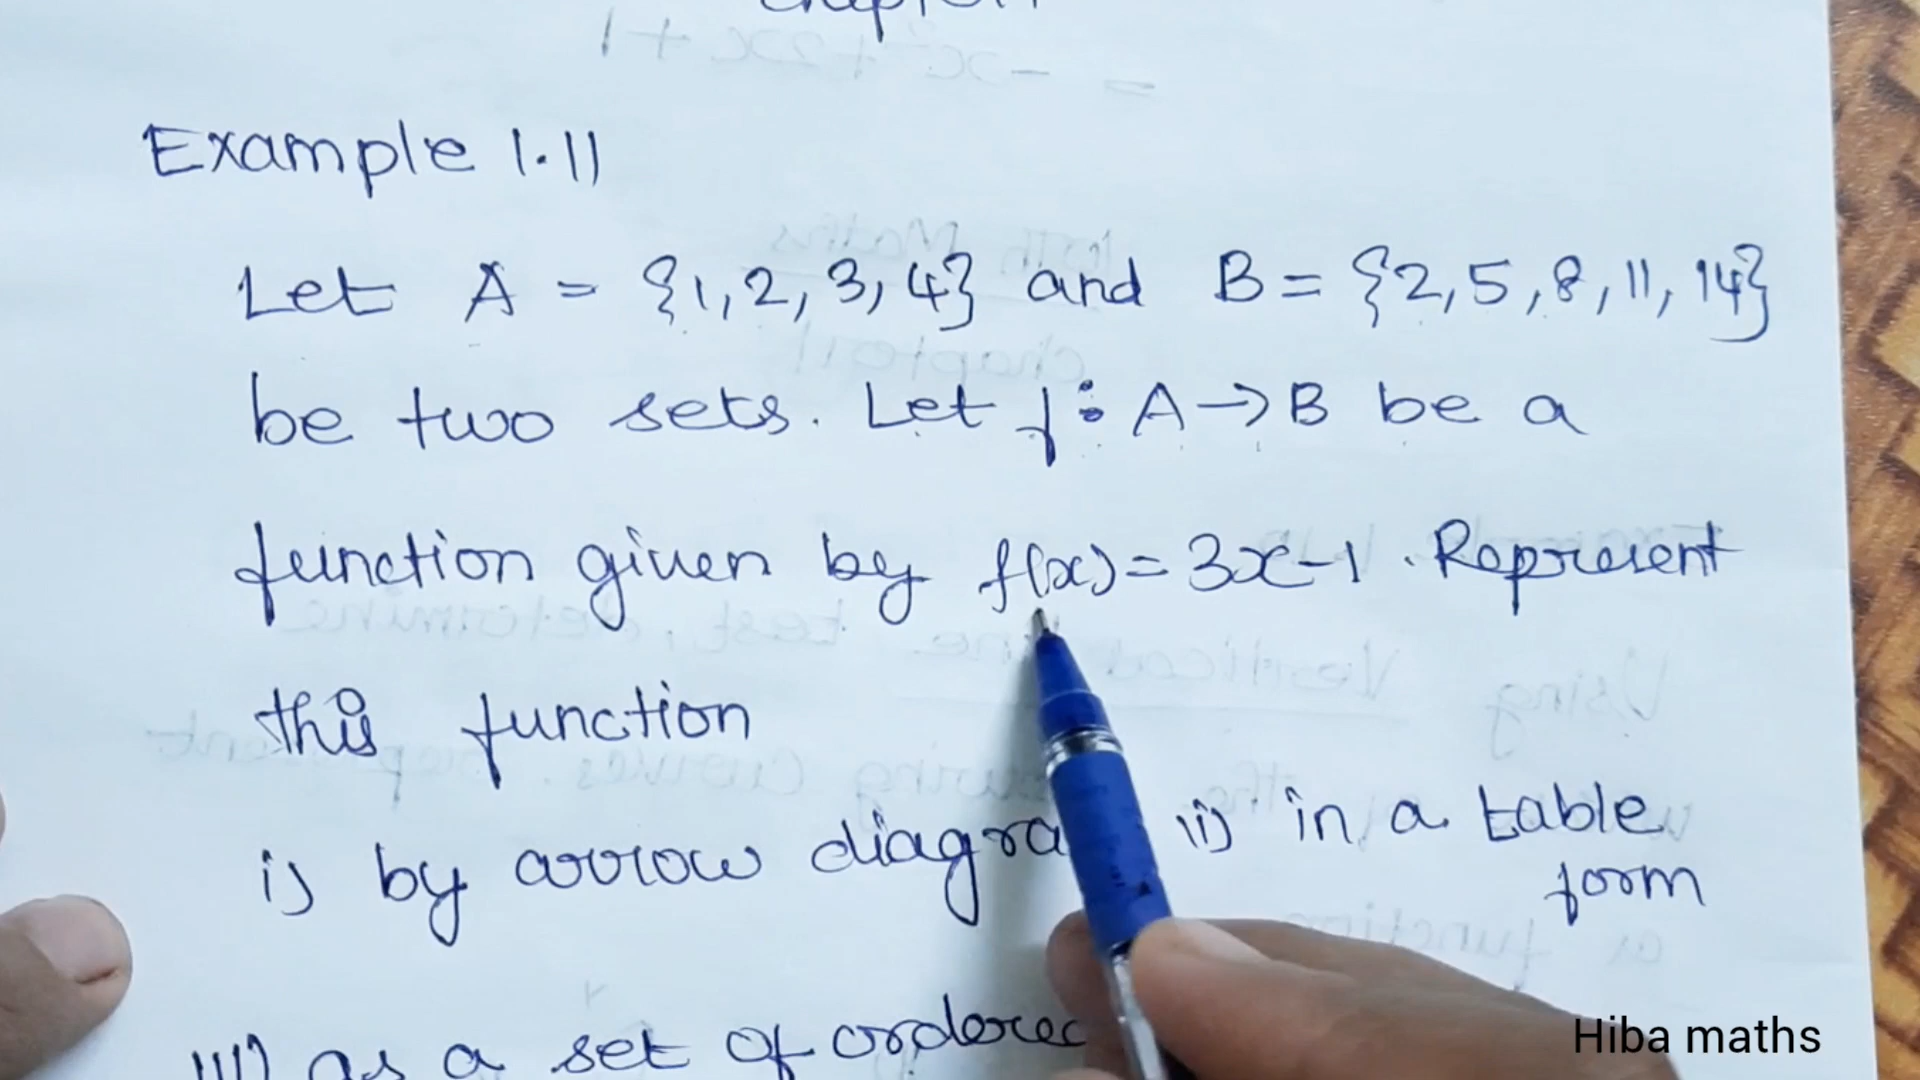 Example 1.11
Let A = {1, 2, 3, 4} and B = {2, 5, 8, 11, 14}
be two sets. Let f : A → B be a
function given by f(x) = 3x-1. Represent
this function
i) by arrow ii) in a table
form
iii) as a set of
Hiba maths